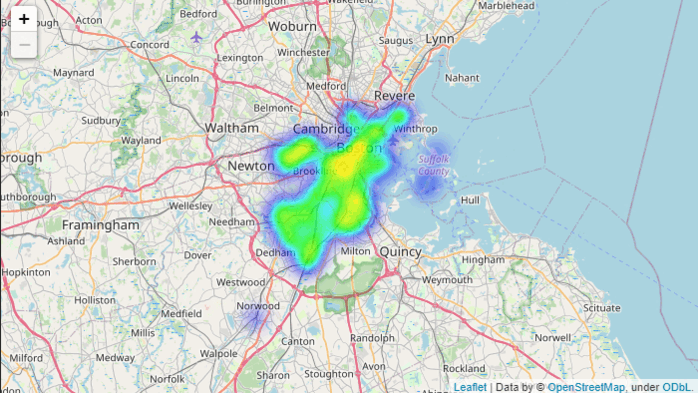 Marblehead
Bedford
Burlington
Woburn
Acton
Concord
Saugus
Lynn
Lexington
Winchester
Maynard
Lincoln
Medford
Nahant
Revere
Belmont
Sudbury
Waltham
Cambridge
Winthrop
Wayland
Boston
Suffolk
County
Newton
Brookline
Wellesley
Hull
Needham
Framingham
Ashland
Dover
Dedham
Milton
Quincy
Sherborn
Hingham
Hopkinton
Westwood
Weymouth
Holliston
Norwood
Scituate
Medfield
Millis
Canton
Randolph
Norwell
Milford
Medway
Walpole
Rockland
Norfolk
Sharon
Stoughton
Avon
+
−
Leaflet | Data by © OpenStreetMap, under ODbL.